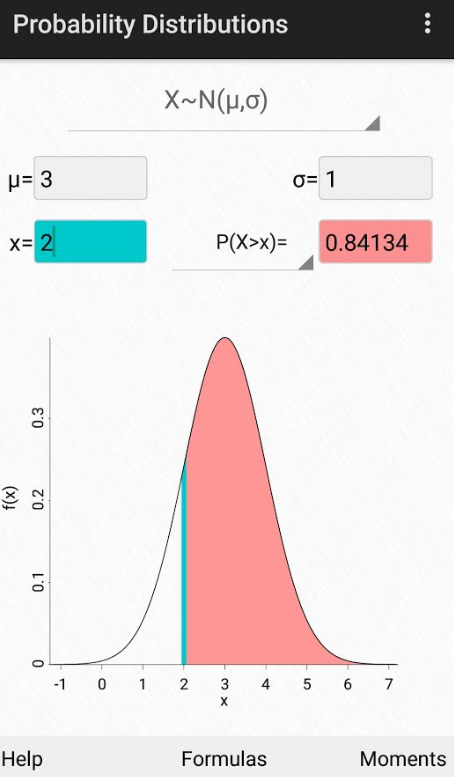 Probability Distributions
X~N(μ,σ)
μ= 3 σ= 1
x= 2 P(X>x)= 0.84134
f(x)
0 0.1 0.2 0.3
-1 0 1 2 3 4 5 6 7
x
Help Formulas Moments